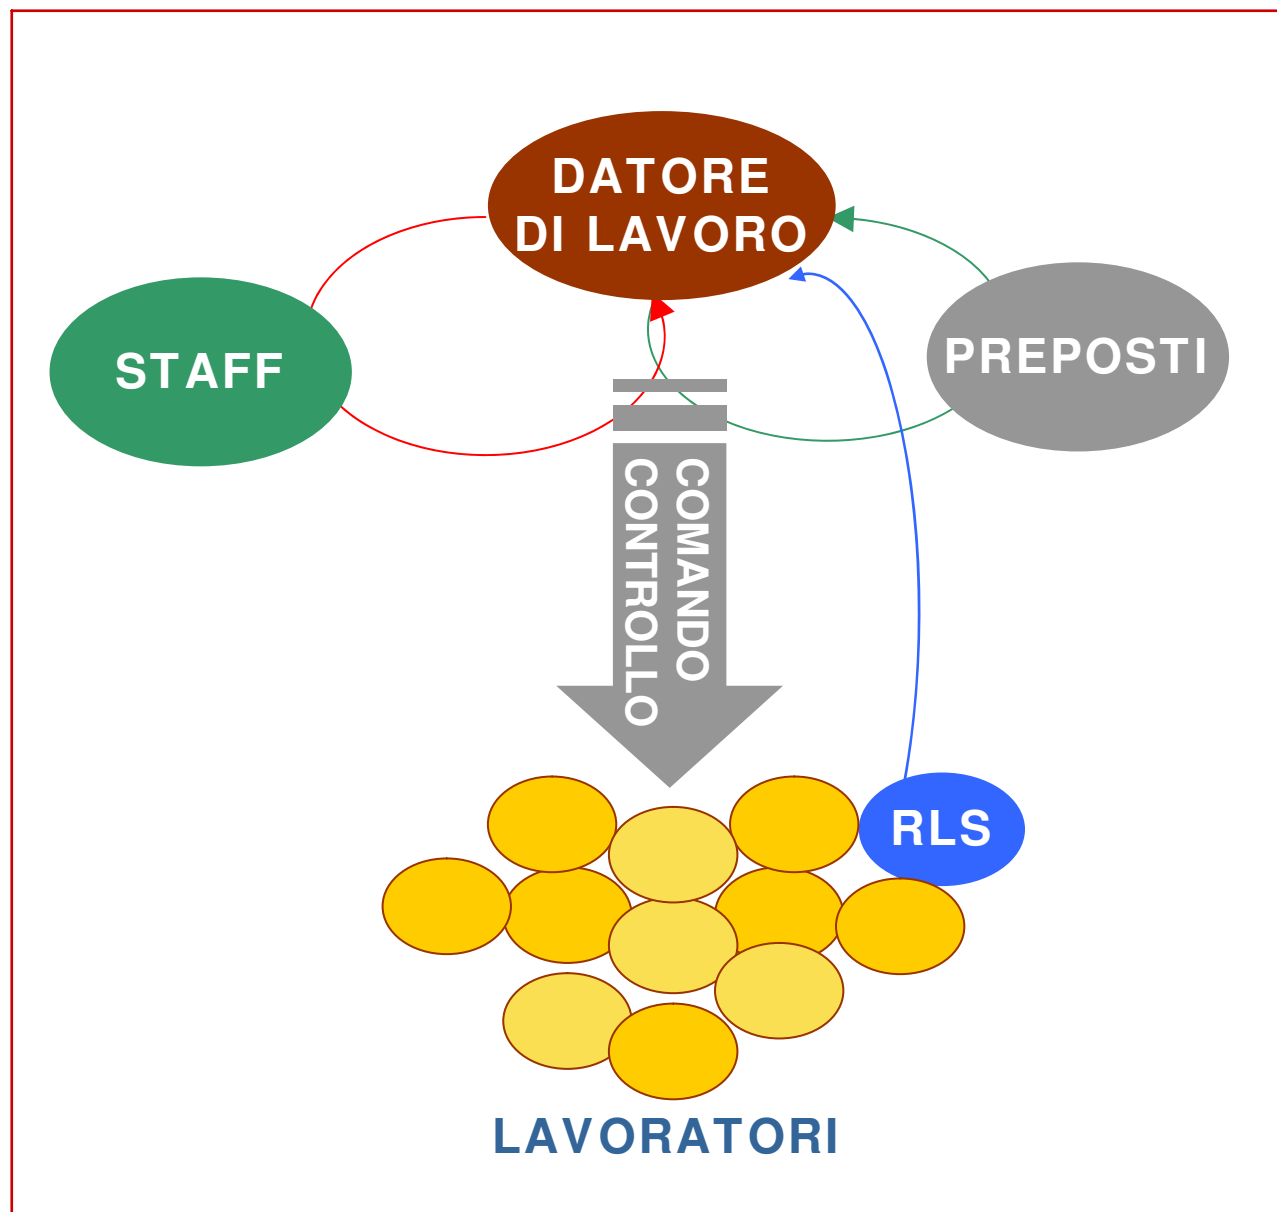 DATORE
DI LAVORO
STAFF
PREPOSTI
COMANDO
CONTROLLO
RLS
LAVORATORI